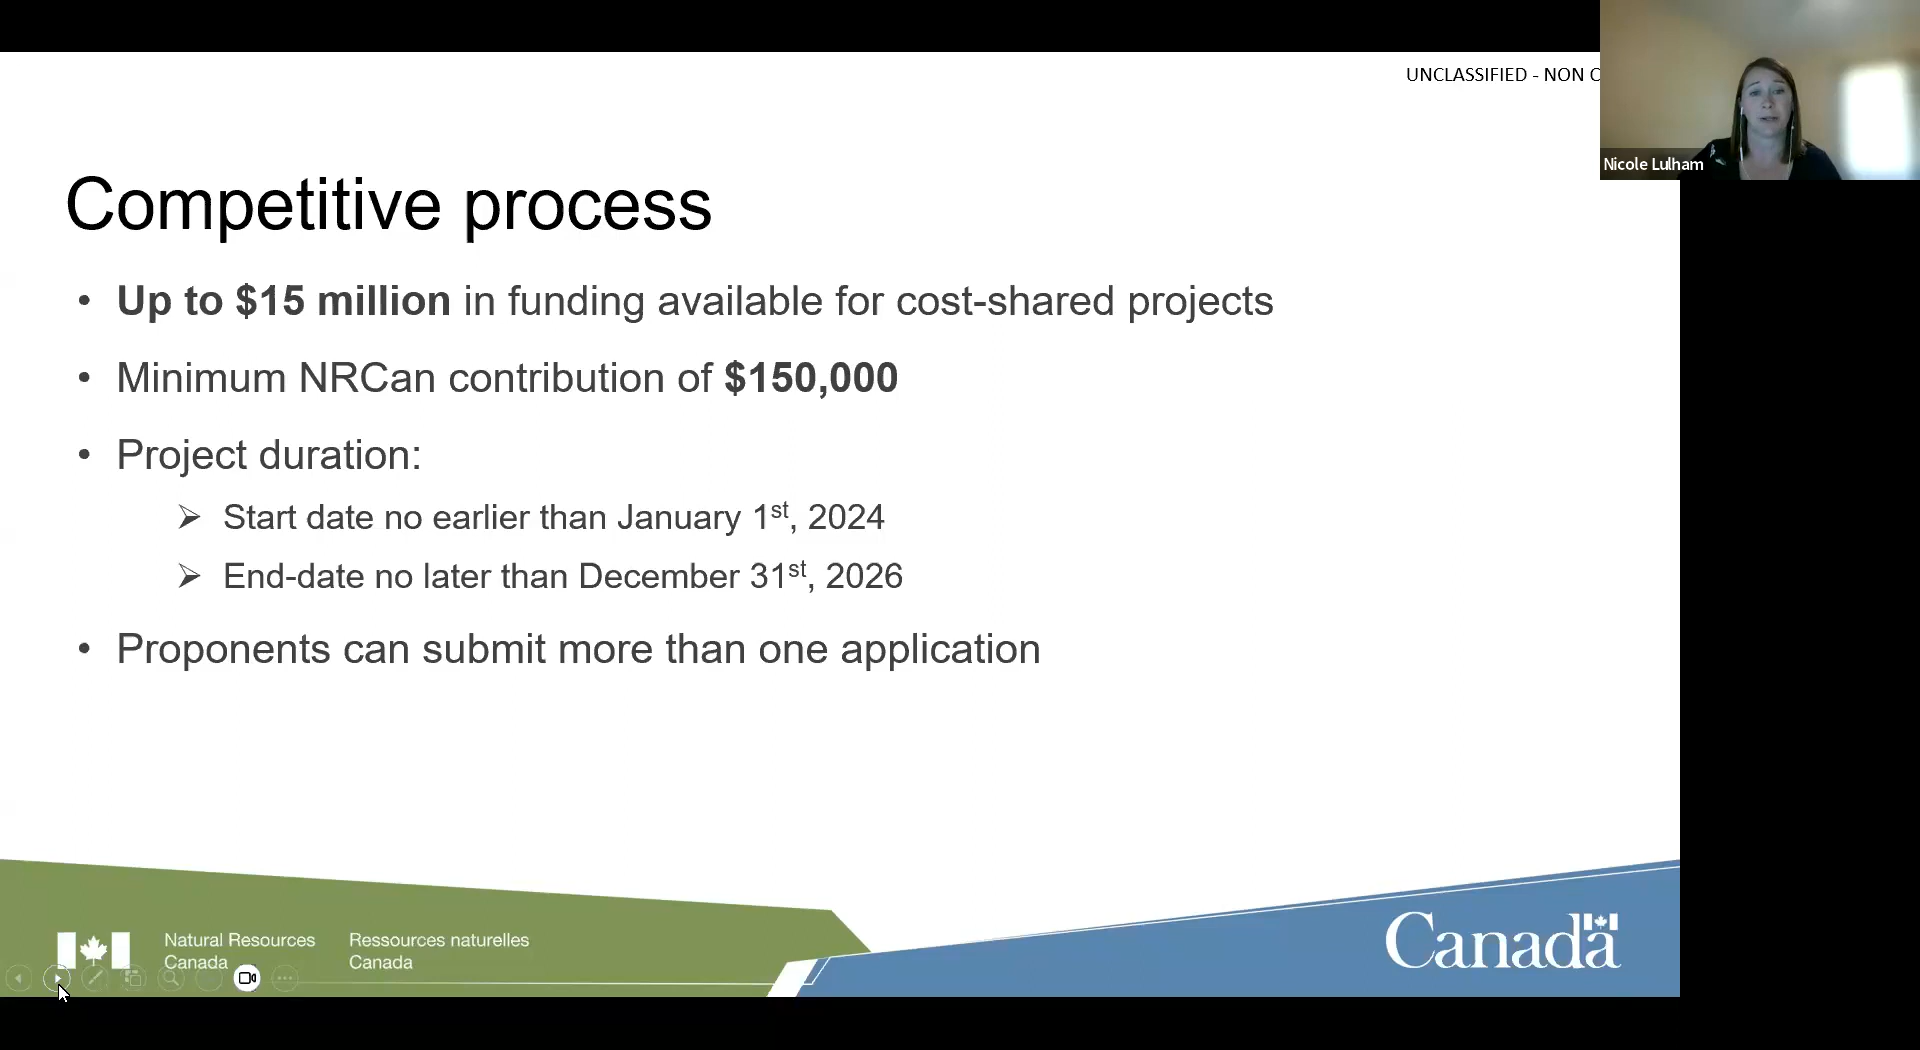 UNCLASSIFIED - NON C
Nicole Lulham
Competitive process
• Up to $15 million in funding available for cost-shared projects
• Minimum NRCan contribution of $150,000
• Project duration:
➢ Start date no earlier than January 1st, 2024
➢ End-date no later than December 31st, 2026
• Proponents can submit more than one application
Natural Resources
Canada
Ressources naturelles
Canada
Canada